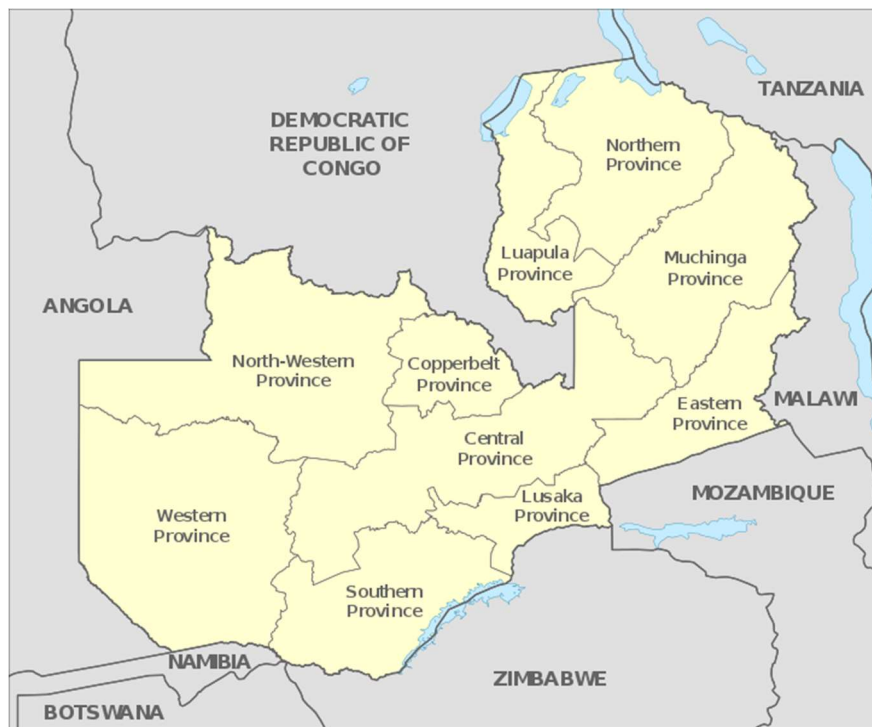 TANZANIA
DEMOCRATIC
REPUBLIC OF
CONGO
Northern
Province
Luapula
Province
Muchinga
Province
ANGOLA
North-Western
Province
Copperbelt
Province
MALAWI
Eastern
Province
Central
Province
MOZAMBIQUE
Lusaka
Province
Western
Province
Southern
Province
NAMIBIA
ZIMBABWE
BOTSWANA